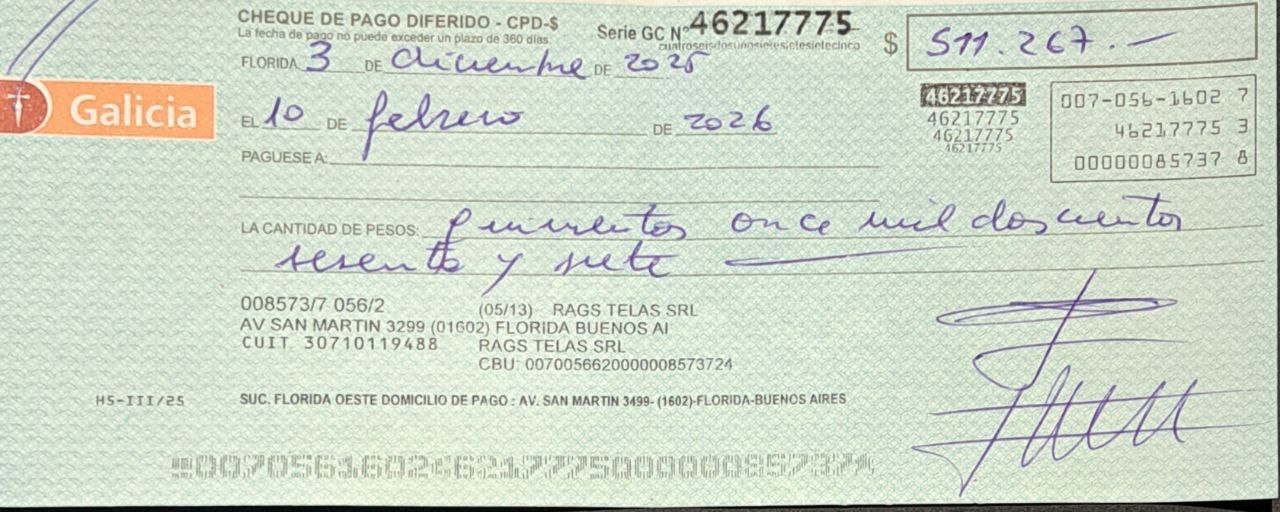 CHEQUE DE PAGO DIFERIDO - CPD-$
La fecha de pago no puede exceder un plazo de 360 días.
Serie GC Nº 46217775
cuatroseisdosunosietesietesietecinco
$ 511.267.—
FLORIDA 3 DE diciembre DE 2025
Galicia
EL 10 DE febrero DE 2026
46217775
46217775
46217775
46217775
007-056-1602 7
46217775 3
00000085737 8
PAGUESE A:
LA CANTIDAD DE PESOS: quinientos once mil doscientos
sesenta y siete
008573/7 056/2 (05/13) RAGS TELAS SRL
AV SAN MARTIN 3299 (01602) FLORIDA BUENOS AI
CUIT 30710119488 RAGS TELAS SRL
CBU: 0070056620000008573724
HS-III/25
SUC. FLORIDA OESTE DOMICILIO DE PAGO : AV. SAN MARTIN 3499- (1602)-FLORIDA-BUENOS AIRES